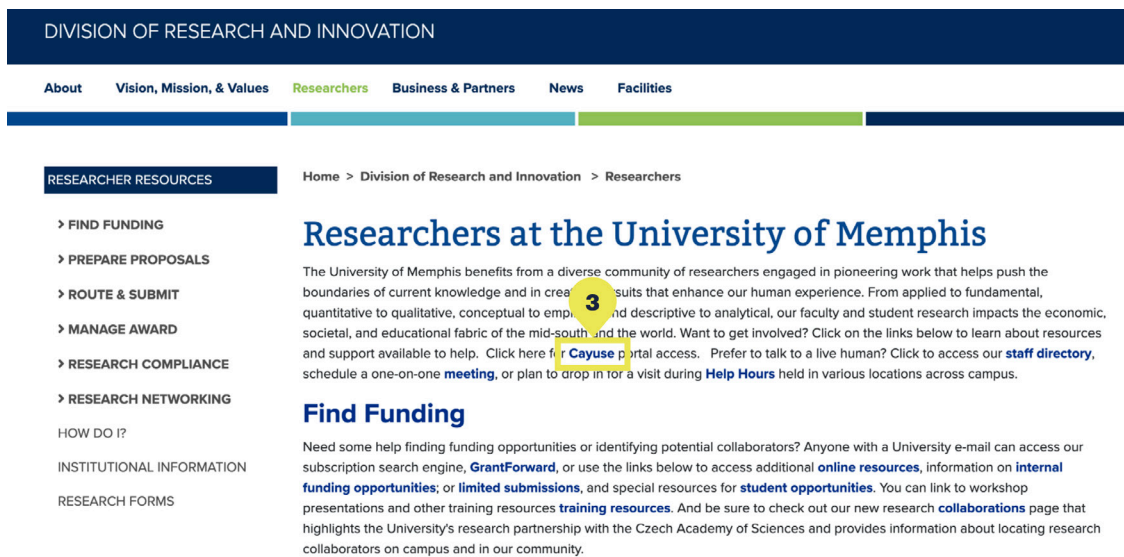 DIVISION OF RESEARCH AND INNOVATION
About Vision, Mission, & Values Researchers Business & Partners News Facilities
RESEARCHER RESOURCES
> FIND FUNDING
> PREPARE PROPOSALS
> ROUTE & SUBMIT
> MANAGE AWARD
> RESEARCH COMPLIANCE
> RESEARCH NETWORKING
HOW DO I?
INSTITUTIONAL INFORMATION
RESEARCH FORMS
Home > Division of Research and Innovation > Researchers
Researchers at the University of Memphis
The University of Memphis benefits from a diverse community of researchers engaged in pioneering work that helps push the
boundaries of current knowledge and in that enhance our human experience. From applied to fundamental,
quantitative to qualitative, conceptual to descriptive to analytical, our faculty and student research impacts the economic,
societal, and educational fabric of the mid-south and the world. Want to get involved? Click on the links below to learn about resources
and support available to help. Click here for Cayuse portal access. Prefer to talk to a live human? Click to access our staff directory,
schedule a one-on-one meeting, or plan to drop in for a visit during Help Hours held in various locations across campus.
3
Find Funding
Need some help finding funding opportunities or identifying potential collaborators? Anyone with a University e-mail can access our
subscription search engine, GrantForward, or use the links below to access additional online resources, information on internal
funding opportunities; or limited submissions, and special resources for student opportunities. You can link to workshop
presentations and other training resources training resources. And be sure to check out our new research collaborations page that
highlights the University's research partnership with the Czech Academy of Sciences and provides information about locating research
collaborators on campus and in our community.